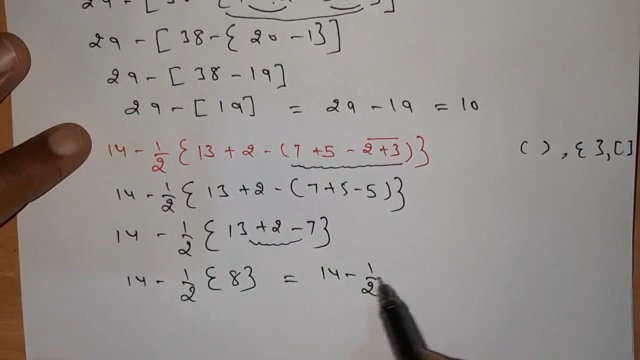 29 - [ 38 - { 20 - 1 } ]
29 - [ 38 - 19 ]
29 - [ 19 ] = 29 - 19 = 10
14 - 1/2 { 13 + 2 - ( 7 + 5 - 2̅+̅3̅ ) } ( ) , { } , [ ]
14 - 1/2 { 13 + 2 - ( 7 + 5 - 5 ) }
14 - 1/2 { 13 + 2 - 7 }
14 - 1/2 { 8 } = 14 - 1/2